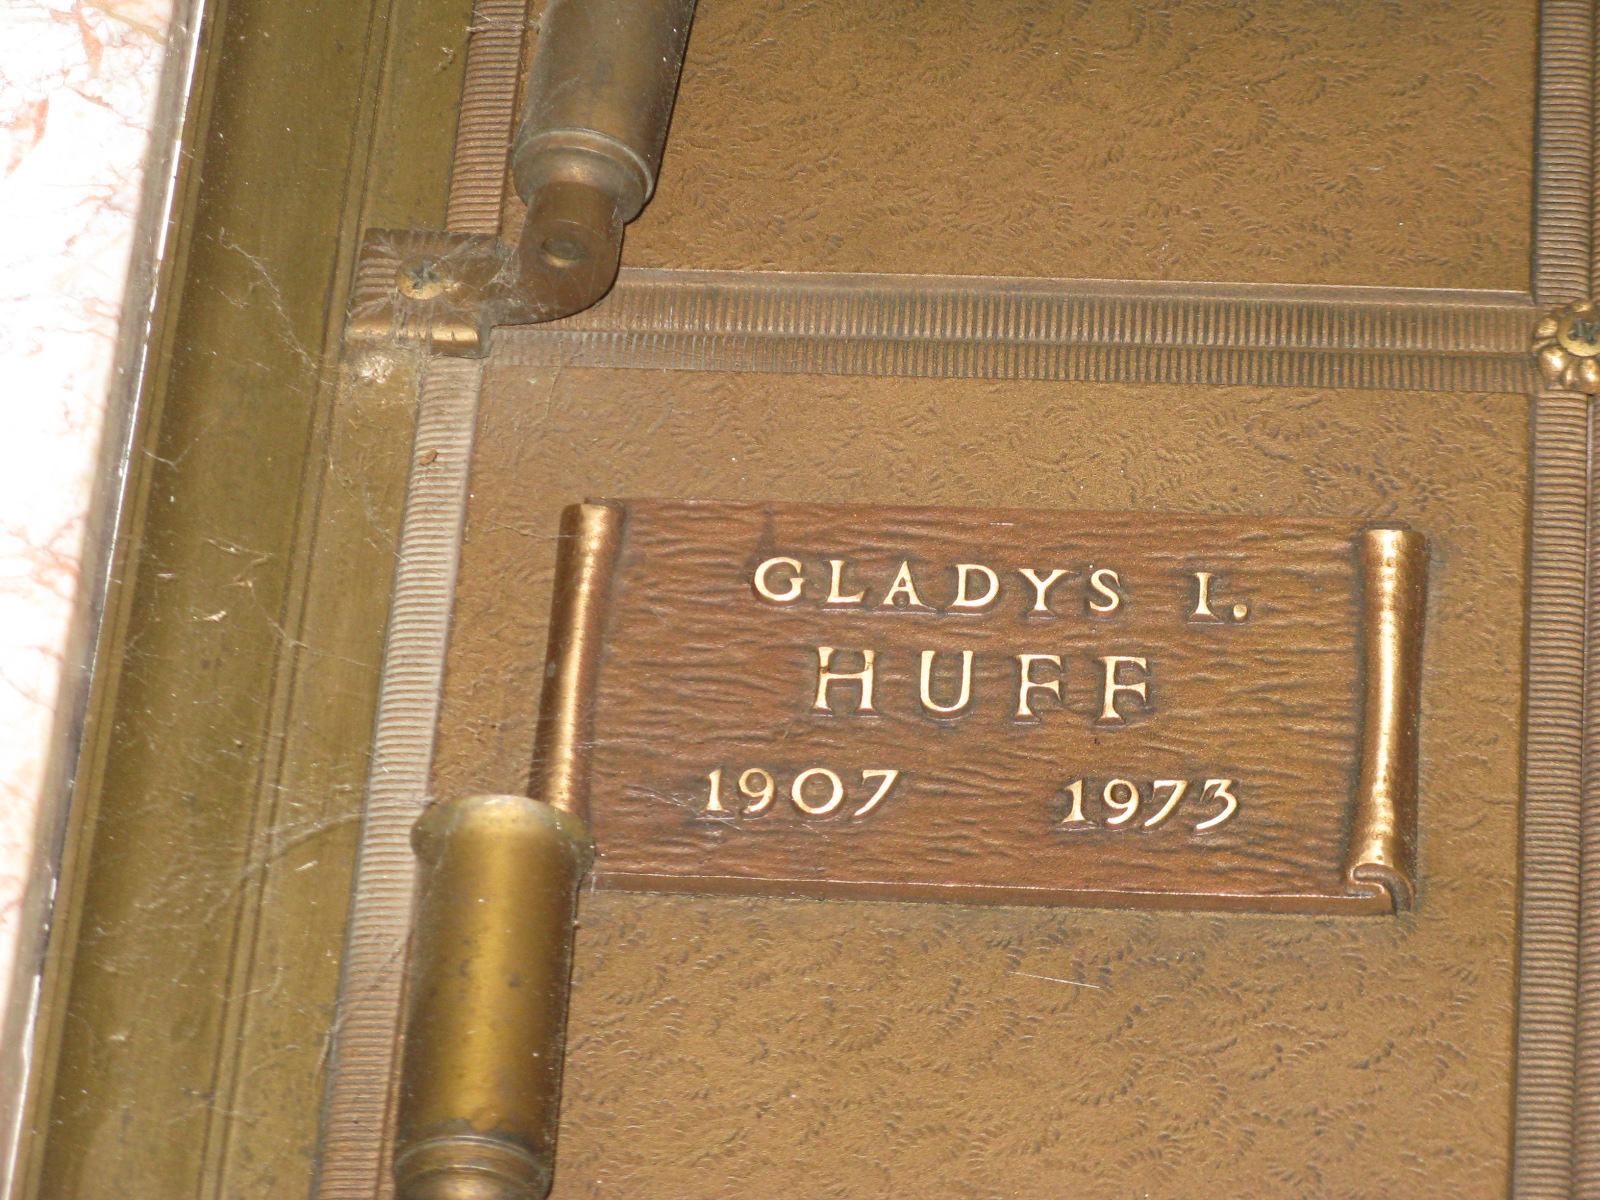 GLADYS I.
HUFF
1907 1973